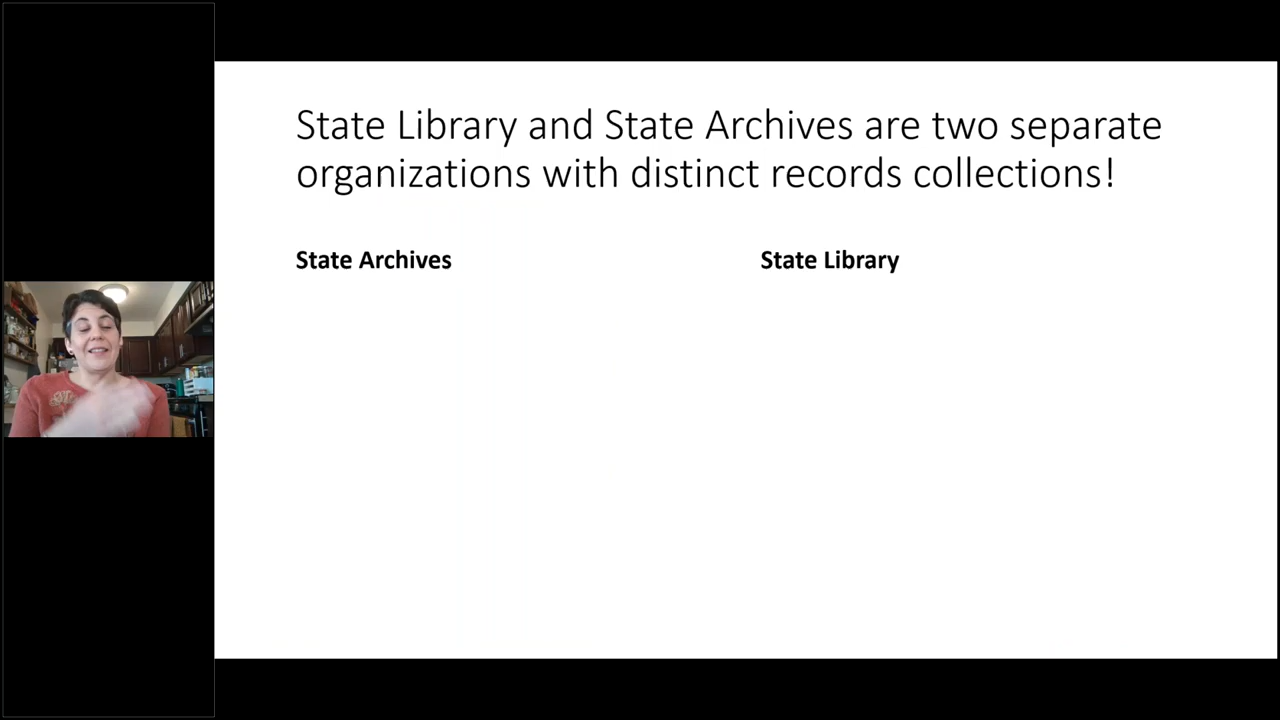 State Library and State Archives are two separate
organizations with distinct records collections!
State Archives
State Library